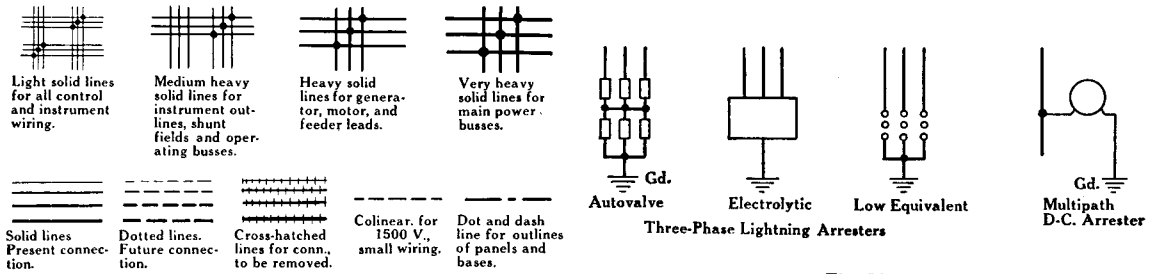 Light solid lines
for all control
and instrument
wiring.
Medium heavy
solid lines for
instrument out-
lines, shunt
fields and oper-
ating busses.
Heavy solid
lines for genera-
tor, motor, and
feeder leads.
Very heavy
solid lines for
main power
busses.
Solid lines
Present connec-
tion.
Dotted lines.
Future connec-
tion.
Cross-hatched
lines for conn.,
to be removed.
Colinear. for
1500 V.,
small wiring.
Dot and dash
line for outlines
of panels and
bases.
Gd.
Autovalve
Electrolytic
Low Equivalent
Three-Phase Lightning Arresters
Gd.
Multipath
D-C. Arrester